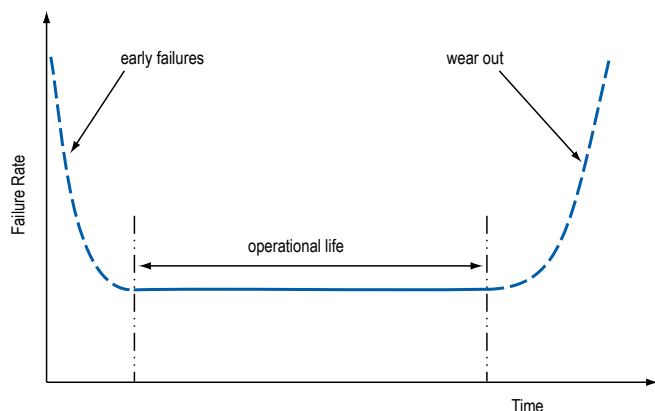 early failures
wear out
Failure Rate
operational life
Time